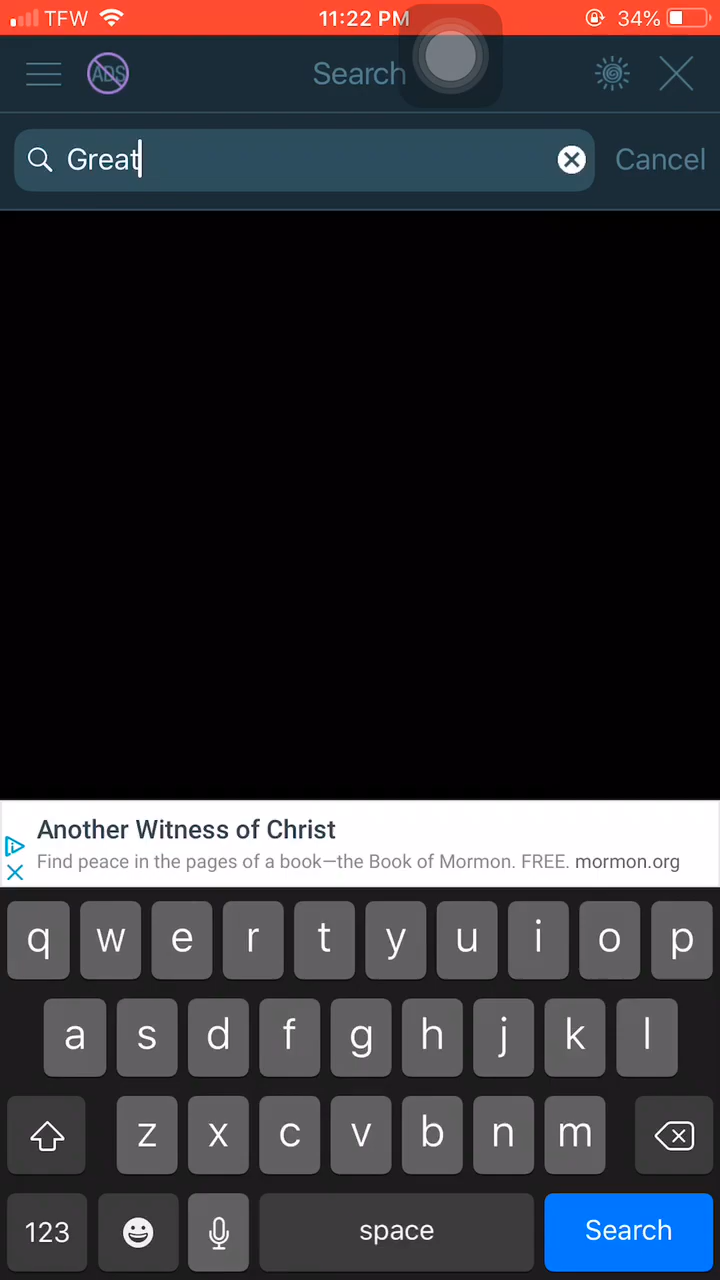 TFW 11:22 PM 34%
ADS Search
Great Cancel
Another Witness of Christ
Find peace in the pages of a book—the Book of Mormon. FREE. mormon.org
q w e r t y u i o p
a s d f g h j k l
z x c v b n m
123 space Search